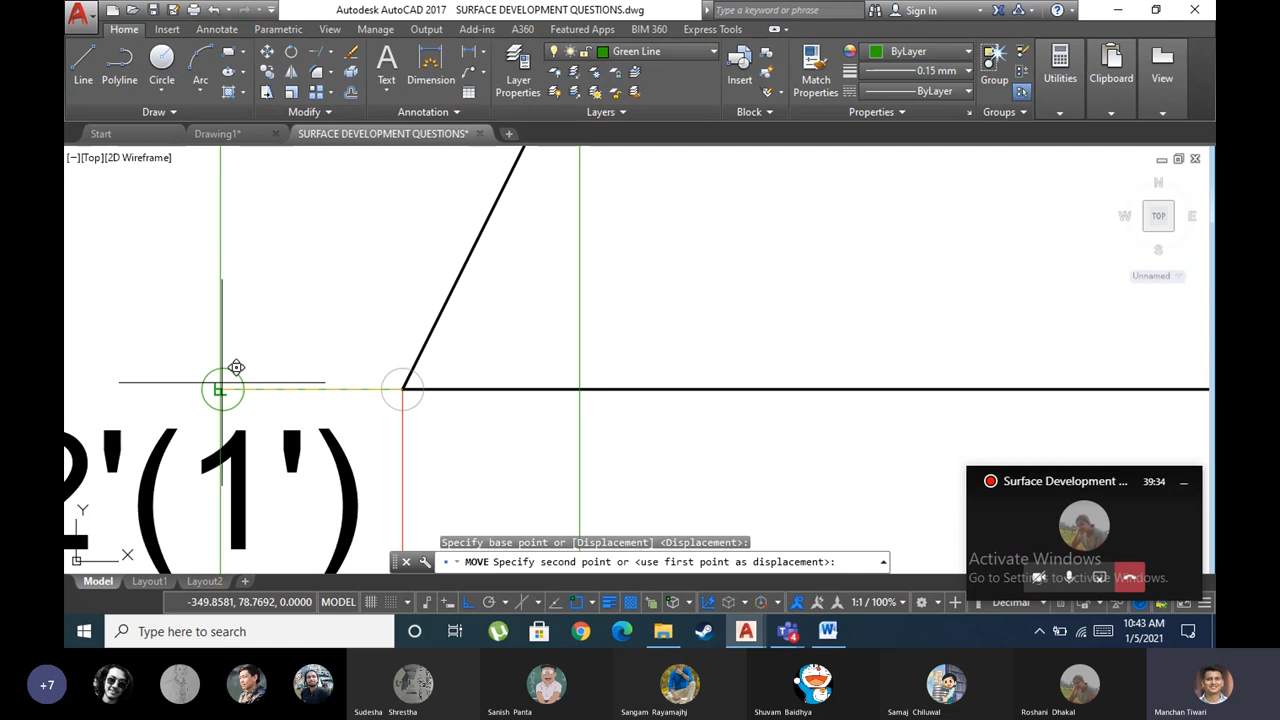 Autodesk AutoCAD 2017 SURFACE DEVELOPMENT QUESTIONS.dwg
Type a keyword or phrase
Sign In
Home Insert Annotate Parametric View Manage Output Add-ins A360 Featured Apps BIM 360 Express Tools
Green Line
ByLayer
0.15 mm
ByLayer
Line Polyline Circle Arc
Text Dimension
Layer Properties
Insert
Match Properties
Group
Utilities
Clipboard
View
Draw Modify Annotation Layers Block Properties Groups
Start Drawing1* SURFACE DEVELOPMENT QUESTIONS*
[−][Top][2D Wireframe]
N
W TOP E
S
Unnamed
2'(1')
Y
X
Surface Development ... 39:34
Activate Windows
Go to Settings to activate Windows.
Specify base point or [Displacement] <Displacement>:
MOVE Specify second point or <use first point as displacement>:
Model Layout1 Layout2
-349.8581, 78.7692, 0.0000 MODEL
1:1 / 100%
Decimal
Type here to search
10:43 AM
1/5/2021
+7
Sudesha Shrestha
Sanish Panta
Sangam Rayamajhj
Shuvam Baidhya
Samaj Chiluwal
Roshani Dhakal
Manchan Tiwari